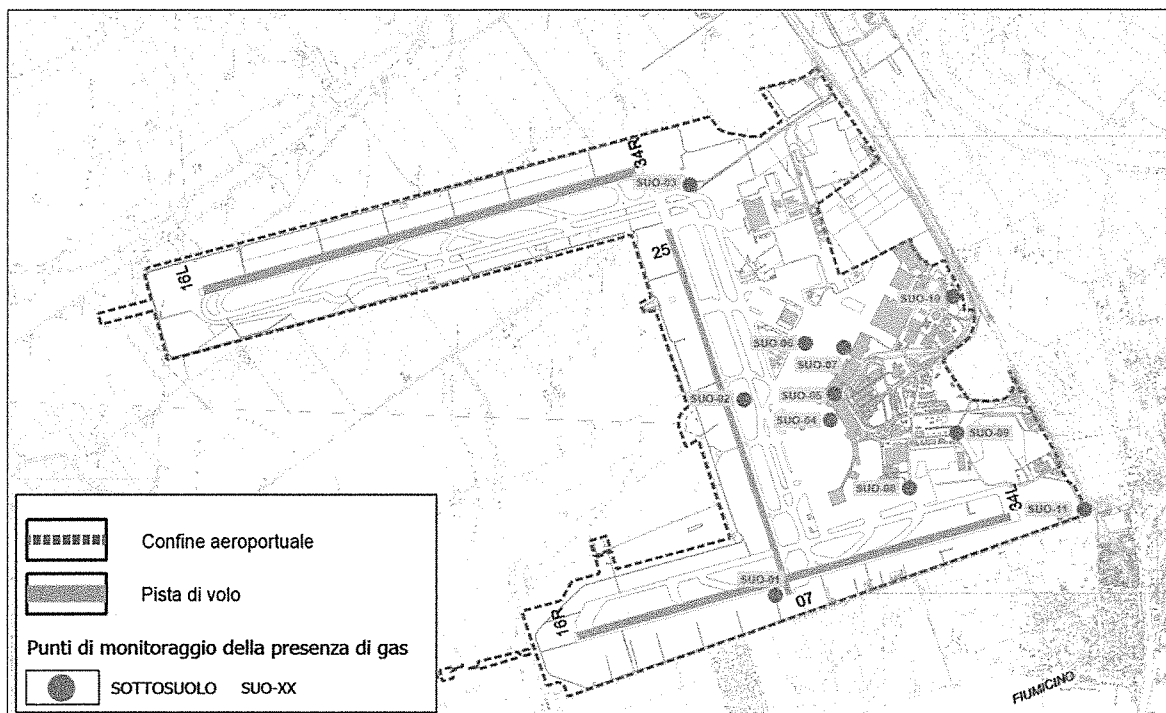 34R
SUO-03
16L
25
SUO-10
SUO-06
SUO-07
SUO-02
SUO-05
SUO-04
SUO-09
SUO-08
34L
SUO-11
SUO-01
07
16R
FIUMICINO
Confine aeroportuale
Pista di volo
Punti di monitoraggio della presenza di gas
SOTTOSUOLO SUO-XX